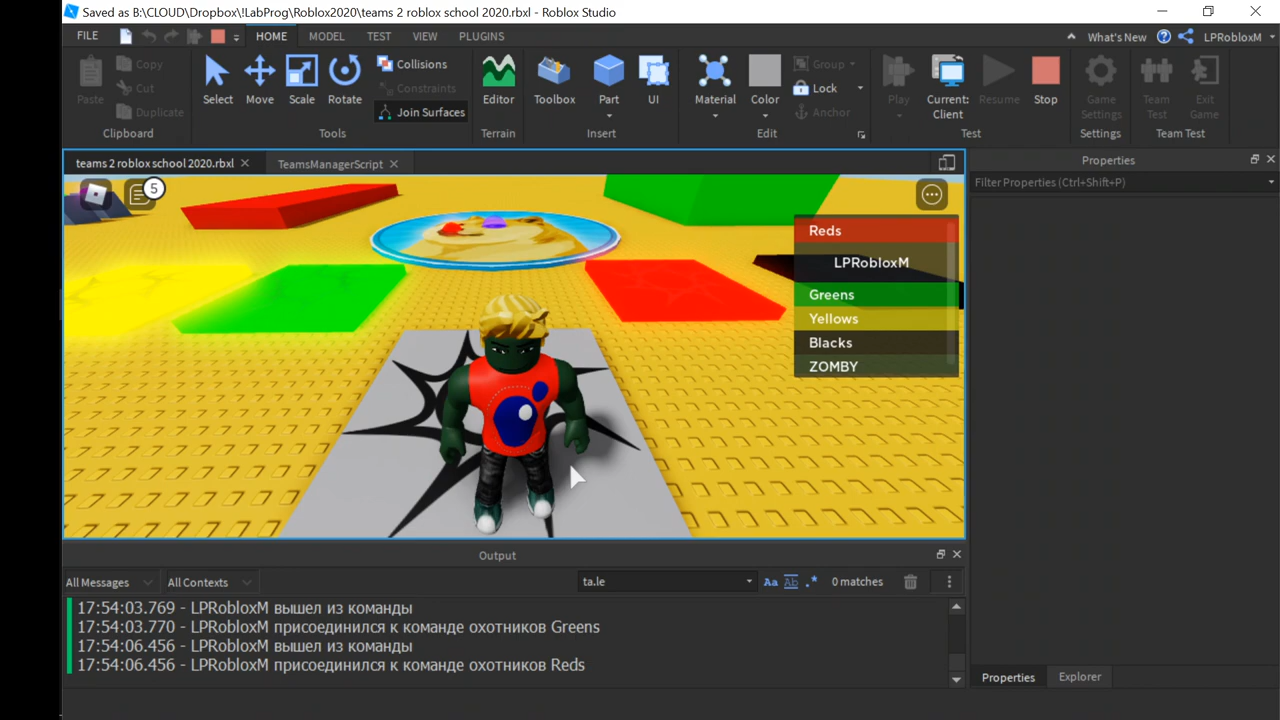 Saved as B:\CLOUD\Dropbox\!LabProg\Roblox2020\teams 2 roblox school 2020.rbxl - Roblox Studio
FILE HOME MODEL TEST VIEW PLUGINS What's New LPRobloxM
Paste
Copy
Cut
Duplicate
Clipboard
Select
Move
Scale
Rotate
Collisions
Constraints
Join Surfaces
Tools
Editor
Terrain
Toolbox
Part
UI
Insert
Material
Color
Group
Lock
Anchor
Edit
Play
Current:
Client
Resume
Stop
Test
Game
Settings
Settings
Team
Test
Exit
Game
Team Test
teams 2 roblox school 2020.rbxl TeamsManagerScript
Properties
Filter Properties (Ctrl+Shift+P)
5
Reds
LPRobloxM
Greens
Yellows
Blacks
ZOMBY
Output
All Messages All Contexts ta.le Aa Ab .* 0 matches
17:54:03.769 - LPRobloxM вышел из команды
17:54:03.770 - LPRobloxM присоединился к команде охотников Greens
17:54:06.456 - LPRobloxM вышел из команды
17:54:06.456 - LPRobloxM присоединился к команде охотников Reds
Properties Explorer